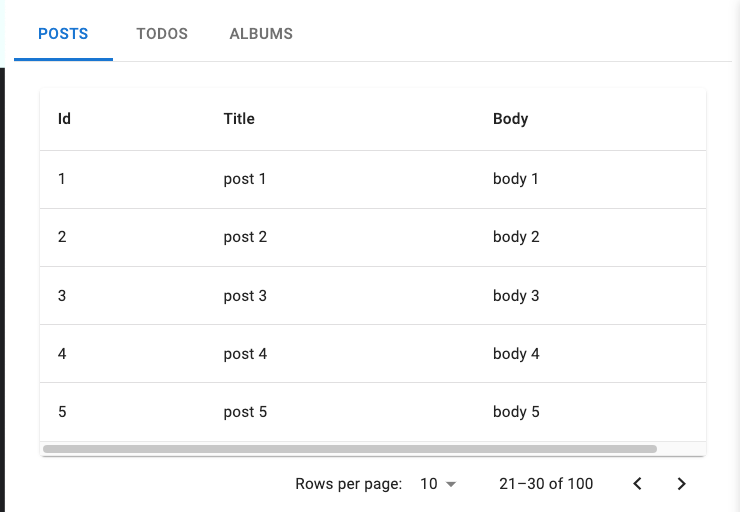 POSTS TODOS ALBUMS
Id Title Body
1 post 1 body 1
2 post 2 body 2
3 post 3 body 3
4 post 4 body 4
5 post 5 body 5
Rows per page: 10 21–30 of 100